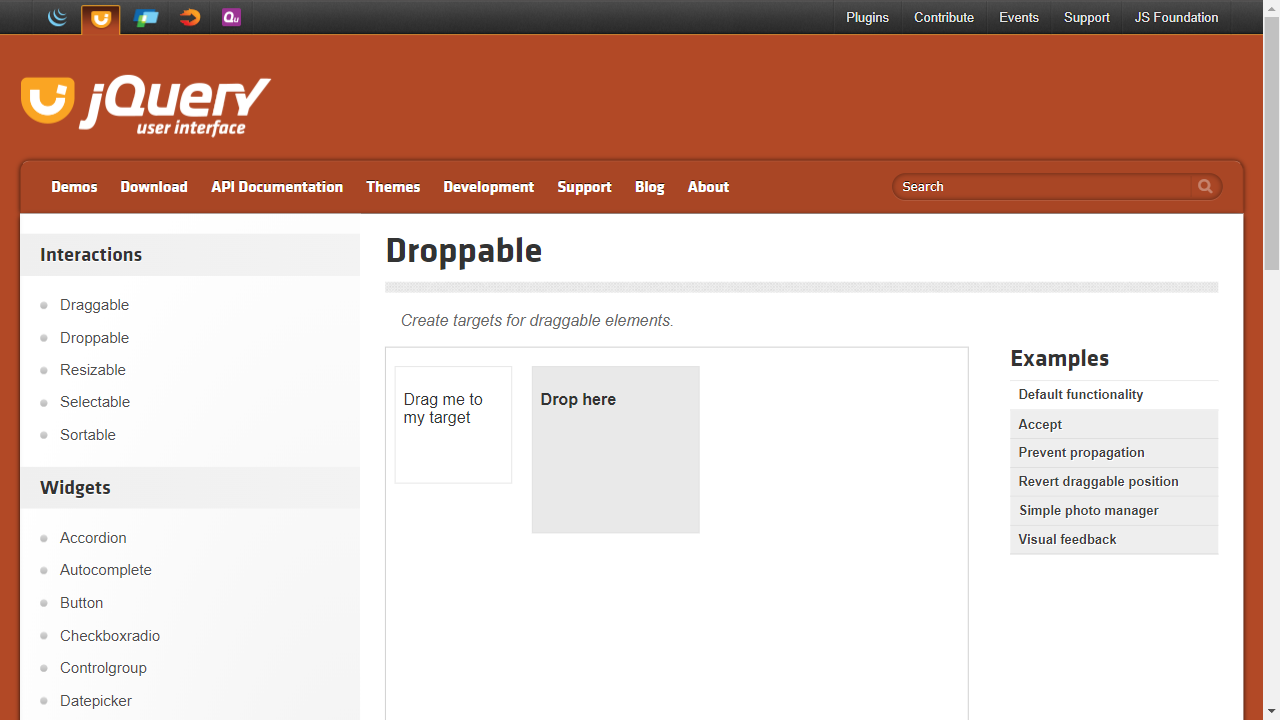 Plugins
Contribute
Events
Support
JS Foundation
jQuery
user interface
Demos
Download
API Documentation
Themes
Development
Support
Blog
About
Search
Interactions
Draggable
Droppable
Resizable
Selectable
Sortable
Widgets
Accordion
Autocomplete
Button
Checkboxradio
Controlgroup
Datepicker
Droppable
Create targets for draggable elements.
Drag me to
my target
Drop here
Examples
Default functionality
Accept
Prevent propagation
Revert draggable position
Simple photo manager
Visual feedback